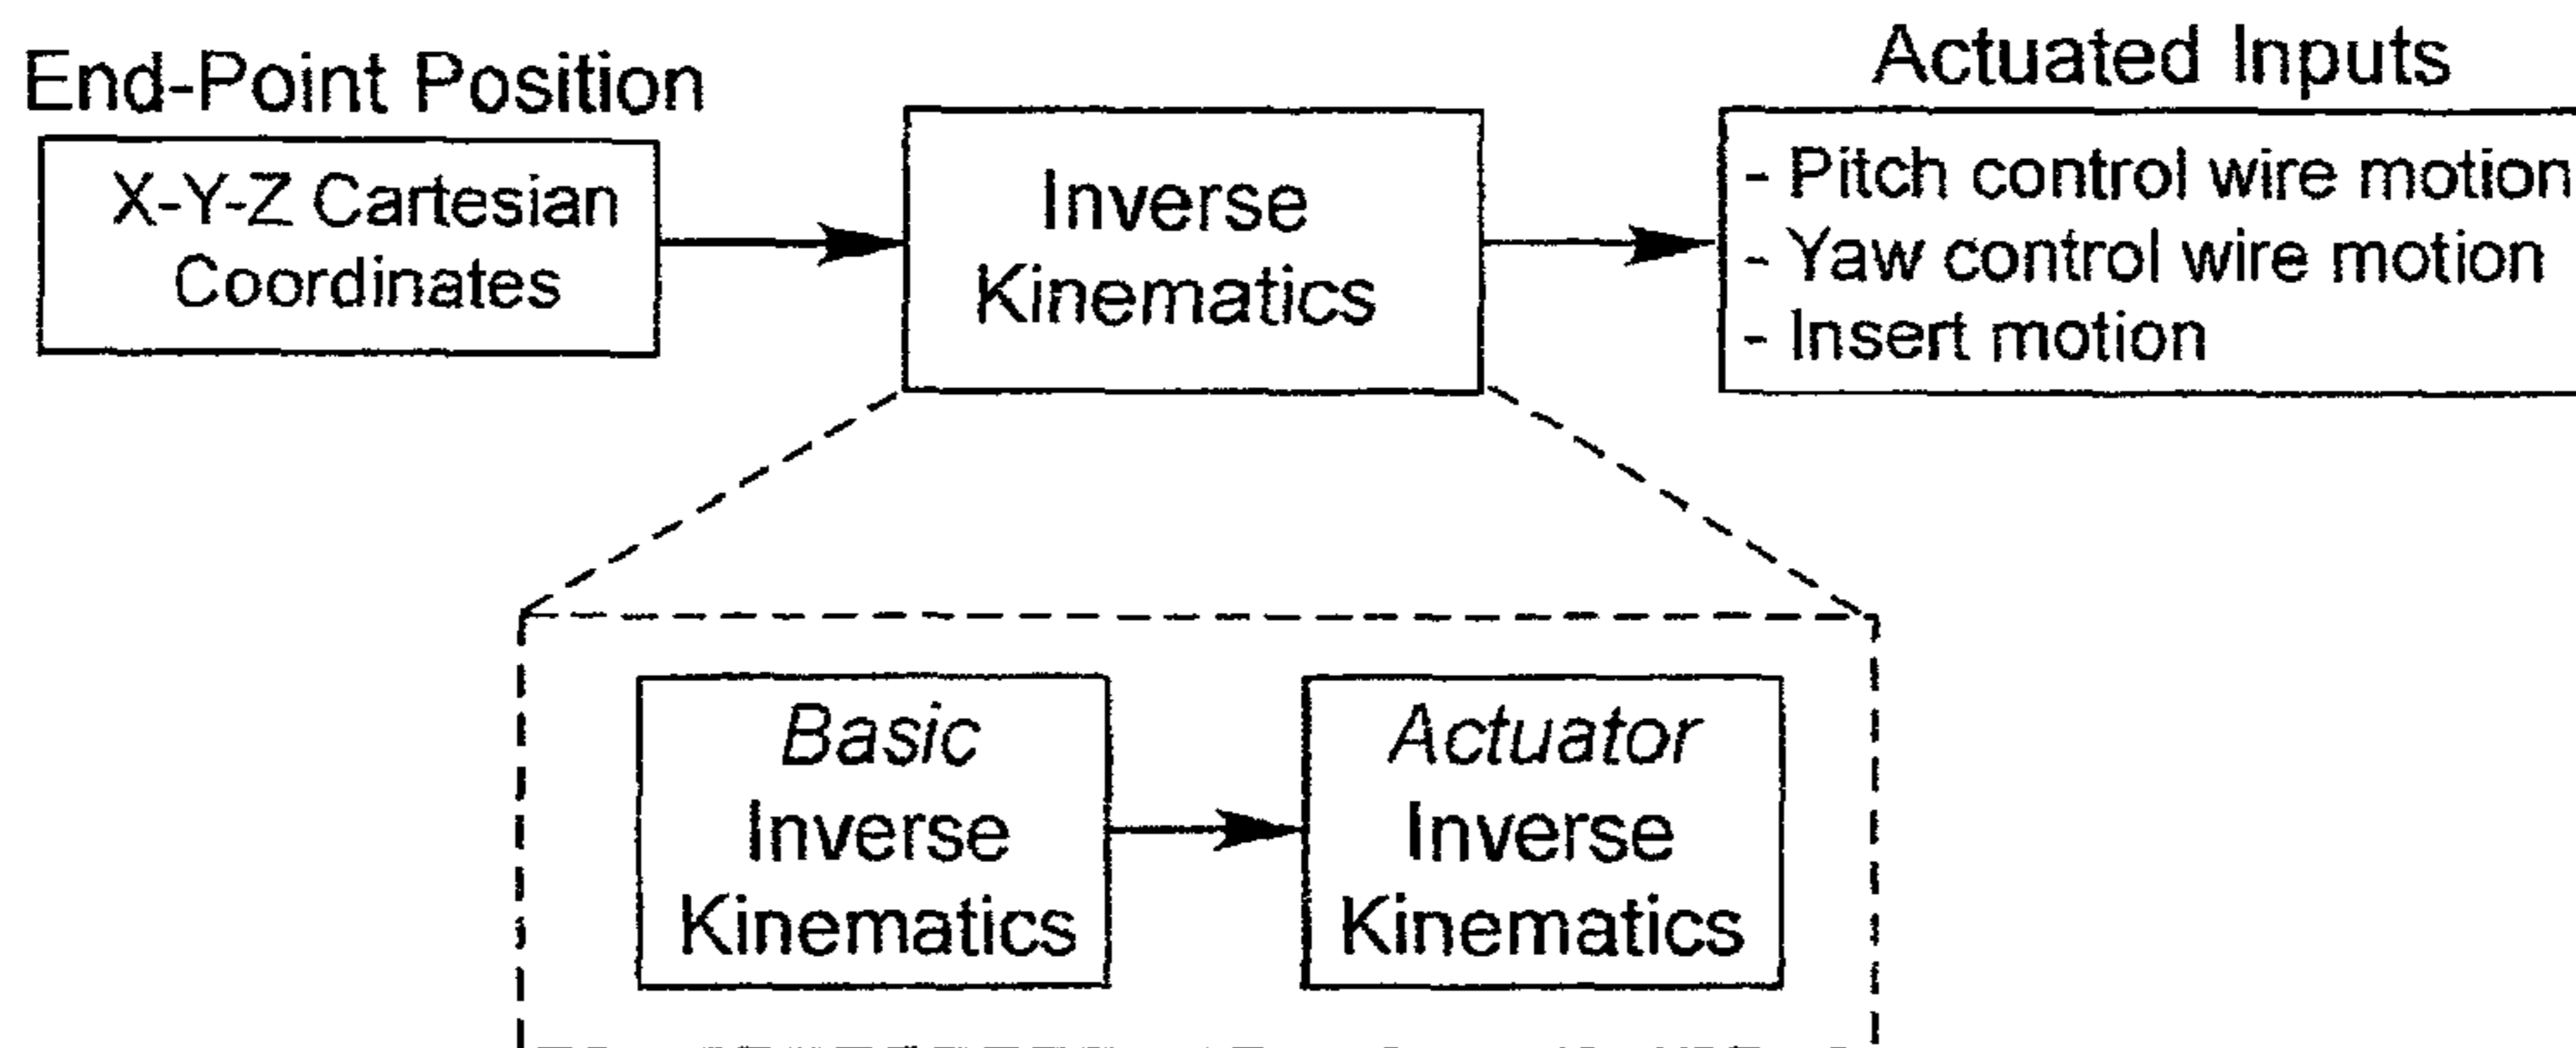 End-Point Position
X-Y-Z Cartesian
Coordinates
Inverse
Kinematics
Actuated Inputs
- Pitch control wire motion
- Yaw control wire motion
- Insert motion
Basic
Inverse
Kinematics
Actuator
Inverse
Kinematics